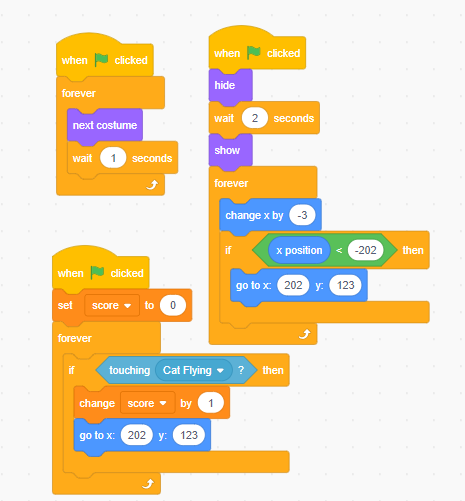 when clicked
forever
next costume
wait 1 seconds
when clicked
hide
wait 2 seconds
show
forever
change x by -3
if x position < -202 then
go to x: 202 y: 123
when clicked
set score to 0
forever
if touching Cat Flying ? then
change score by 1
go to x: 202 y: 123